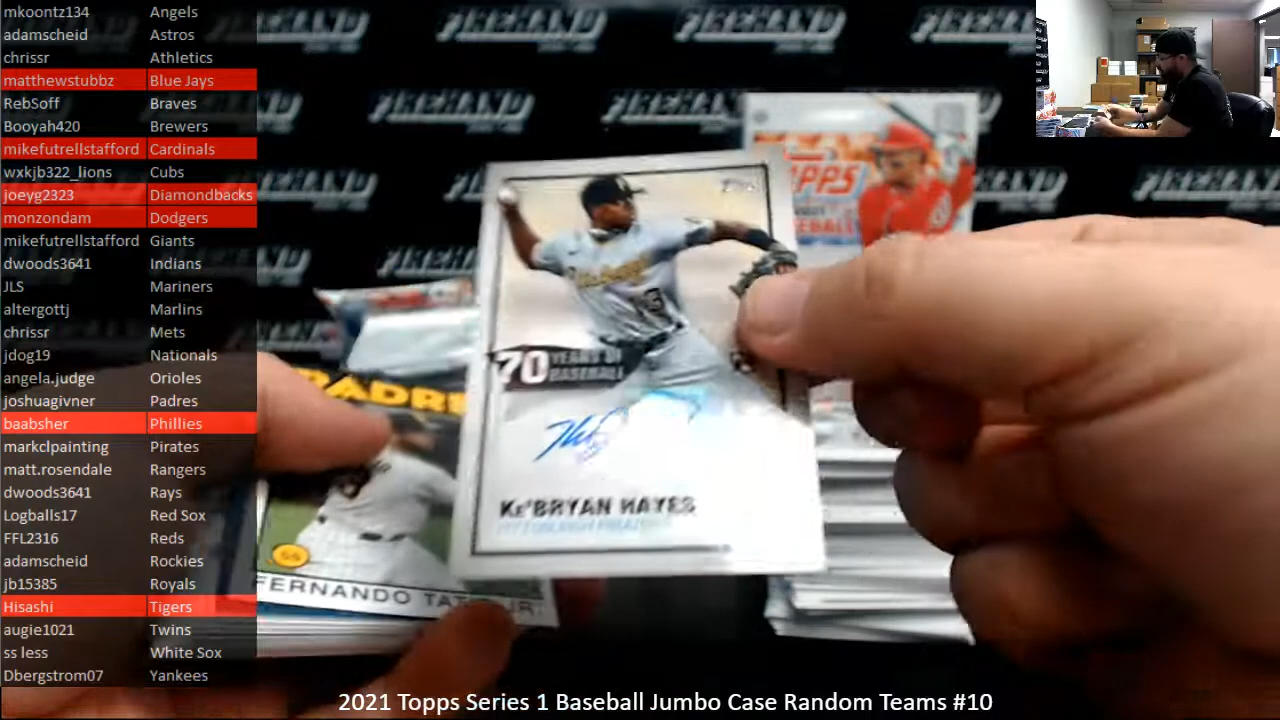 mkoontz134 Angels
adamscheid Astros
chrissr Athletics
matthewstubbz Blue Jays
RebSoff Braves
Booyah420 Brewers
mikefutrellstafford Cardinals
wxkjb322_lions Cubs
joeyg2323 Diamondbacks
monzondam Dodgers
mikefutrellstafford Giants
dwoods3641 Indians
JLS Mariners
altergottj Marlins
chrissr Mets
jdog19 Nationals
angela.judge Orioles
joshuagivner Padres
baabsher Phillies
markclpainting Pirates
matt.rosendale Rangers
dwoods3641 Rays
Logballs17 Red Sox
FFL2316 Reds
adamscheid Rockies
jb15385 Royals
Hisashi Tigers
augie1021 Twins
ss less White Sox
Dbergstrom07 Yankees
FIREHAND
FIREHAND
FIREHAND
70 YEARS OF
BASEBALL
KE'BRYAN HAYES
FERNANDO
2021 Topps Series 1 Baseball Jumbo Case Random Teams #10